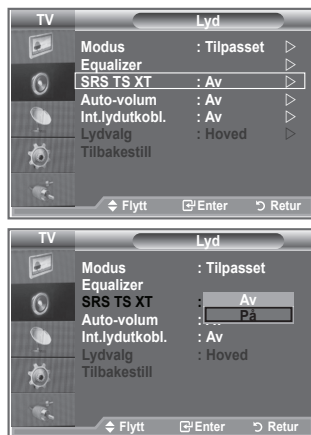 TV Lyd
Modus : Tilpasset
Equalizer
SRS TS XT : Av
Auto-volum : Av
Int.lydutkobl. : Av
Lydvalg : Hoved
Tilbakestill
Flytt Enter Retur
TV Lyd
Modus : Tilpasset
Equalizer
SRS TS XT : Av
På
Auto-volum :
Int.lydutkobl. : Av
Lydvalg : Hoved
Tilbakestill
Flytt Enter Retur